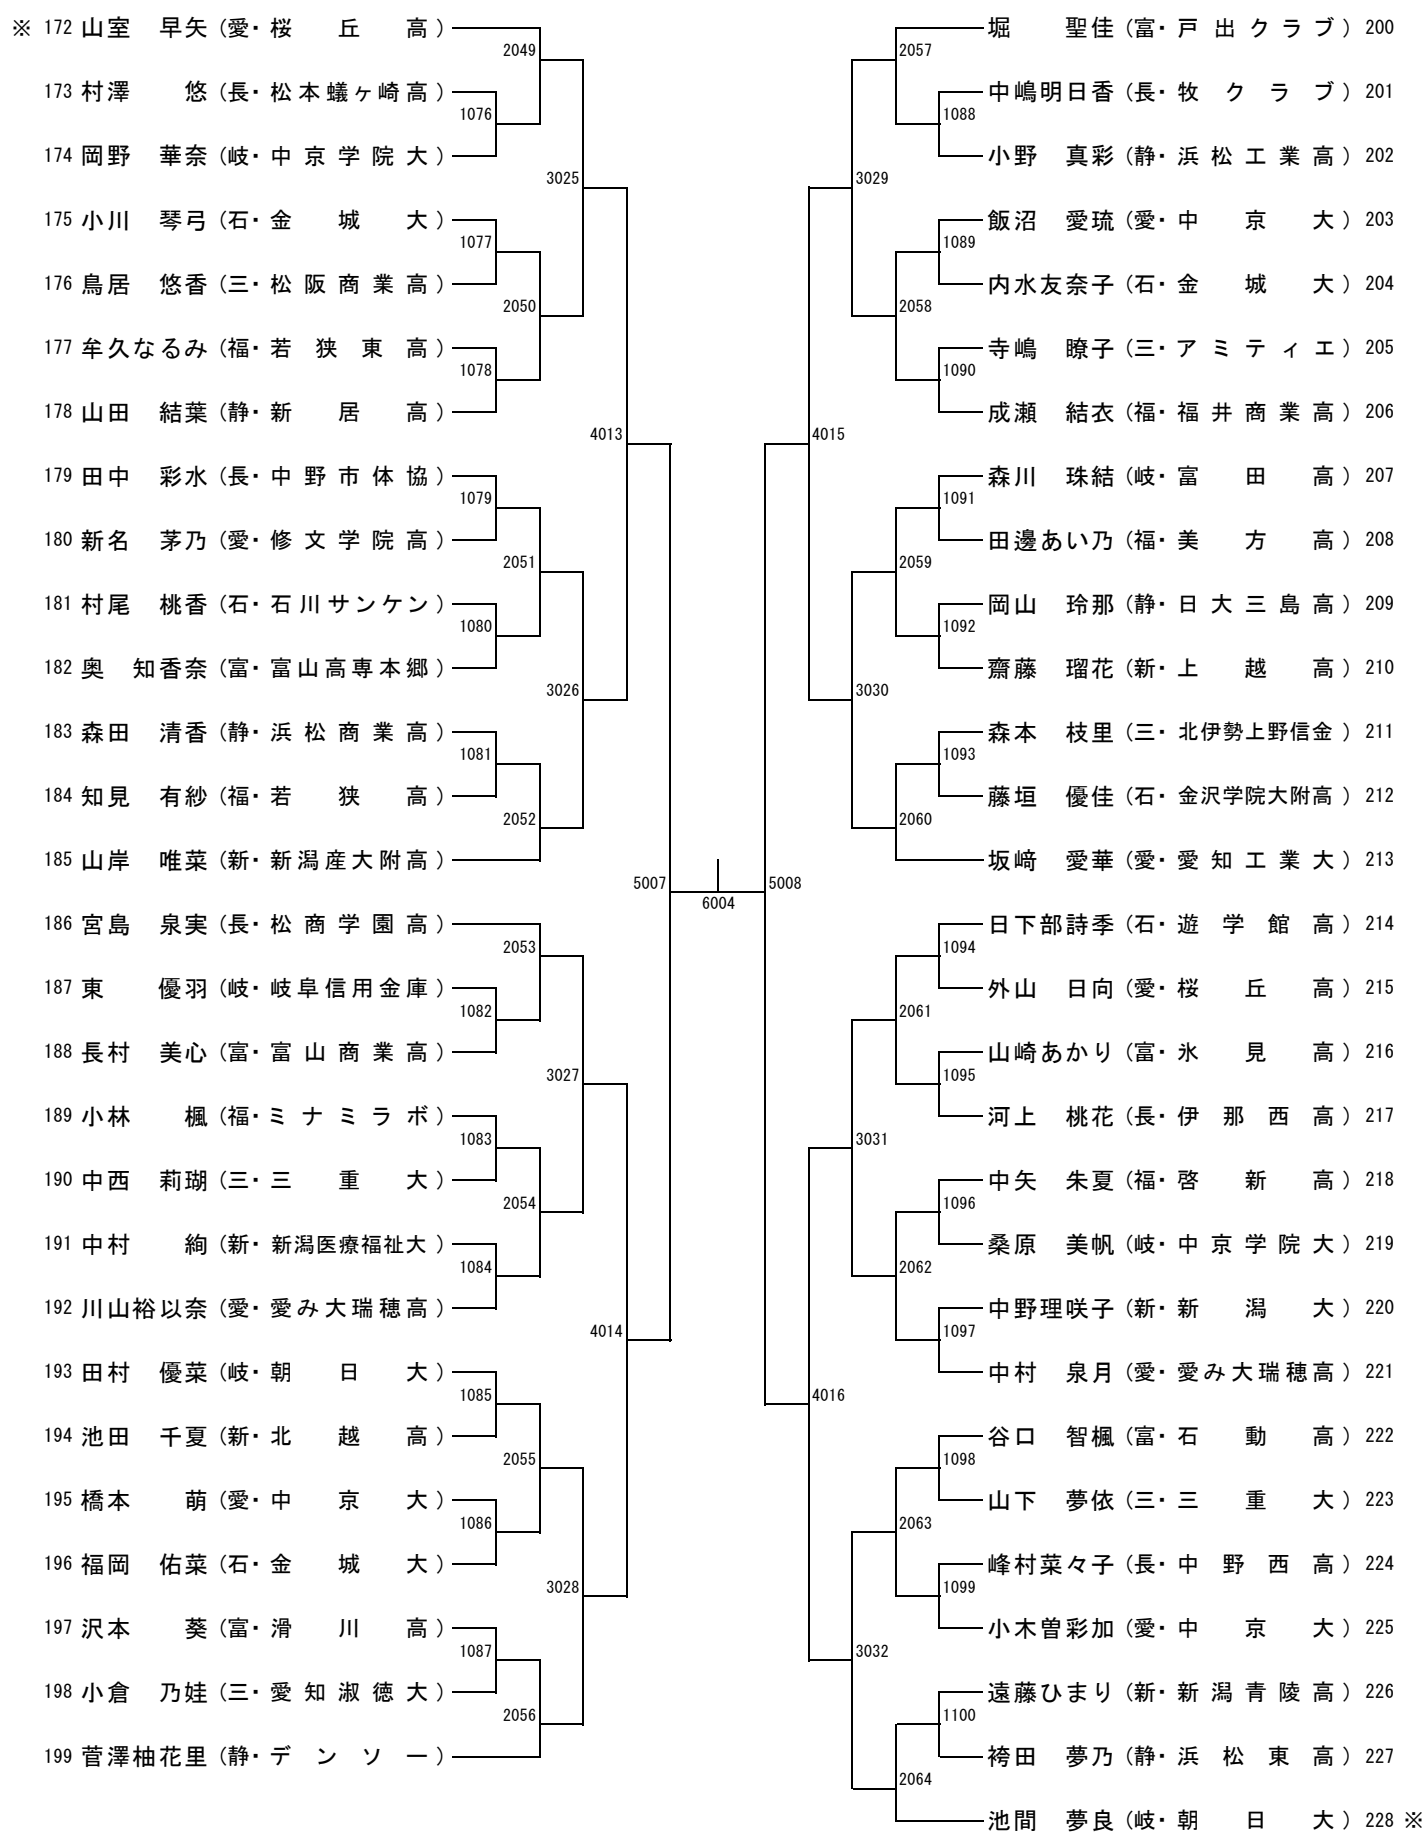 ※ 172 山室 早矢 (愛・桜丘高)
2049
173 村澤 悠 (長・松本蟻ヶ崎高)
1076
174 岡野 華奈 (岐・中京学院大)
3025
175 小川 琴弓 (石・金城大)
1077
176 鳥居 悠香 (三・松阪商業高)
2050
177 牟久なるみ (福・若狭東高)
1078
178 山田 結葉 (静・新居高)
4013
179 田中 彩水 (長・中野市体協)
1079
180 新名 茅乃 (愛・修文学院高)
2051
181 村尾 桃香 (石・石川サンケン)
1080
182 奥 知香奈 (富・富山高専本郷)
3026
183 森田 清香 (静・浜松商業高)
1081
184 知見 有紗 (福・若狭高)
2052
185 山岸 唯菜 (新・新潟産大附高)
5007
186 宮島 泉実 (長・松商学園高)
2053
187 東 優羽 (岐・岐阜信用金庫)
1082
188 長村 美心 (富・富山商業高)
3027
189 小林 楓 (福・ミナミラボ)
1083
190 中西 莉瑚 (三・三重大)
2054
191 中村 絢 (新・新潟医療福祉大)
1084
192 川山裕以奈 (愛・愛み大瑞穂高)
4014
193 田村 優菜 (岐・朝日大)
1085
194 池田 千夏 (新・北越高)
2055
195 橋本 萌 (愛・中京大)
1086
196 福岡 佑菜 (石・金城大)
3028
197 沢本 葵 (富・滑川高)
1087
198 小倉 乃娃 (三・愛知淑徳大)
2056
199 菅澤柚花里 (静・デンソー)
6004
堀 聖佳 (富・戸出クラブ) 200
2057
中嶋明日香 (長・牧クラブ) 201
1088
小野 真彩 (静・浜松工業高) 202
3029
飯沼 愛琉 (愛・中京大) 203
1089
内水友奈子 (石・金城大) 204
2058
寺嶋 瞭子 (三・アミティエ) 205
1090
成瀬 結衣 (福・福井商業高) 206
4015
森川 珠結 (岐・富田高) 207
1091
田邊あい乃 (福・美方高) 208
2059
岡山 玲那 (静・日大三島高) 209
1092
齋藤 瑠花 (新・上越高) 210
3030
森本 枝里 (三・北伊勢上野信金) 211
1093
藤垣 優佳 (石・金沢学院大附高) 212
2060
坂﨑 愛華 (愛・愛知工業大) 213
5008
日下部詩季 (石・遊学館高) 214
1094
外山 日向 (愛・桜丘高) 215
2061
山崎あかり (富・氷見高) 216
1095
河上 桃花 (長・伊那西高) 217
3031
中矢 朱夏 (福・啓新高) 218
1096
桑原 美帆 (岐・中京学院大) 219
2062
中野理咲子 (新・新潟大) 220
1097
中村 泉月 (愛・愛み大瑞穂高) 221
4016
谷口 智楓 (富・石動高) 222
1098
山下 夢依 (三・三重大) 223
2063
峰村菜々子 (長・中野西高) 224
1099
小木曽彩加 (愛・中京大) 225
3032
遠藤ひまり (新・新潟青陵高) 226
1100
袴田 夢乃 (静・浜松東高) 227
2064
池間 夢良 (岐・朝日大) 228 ※